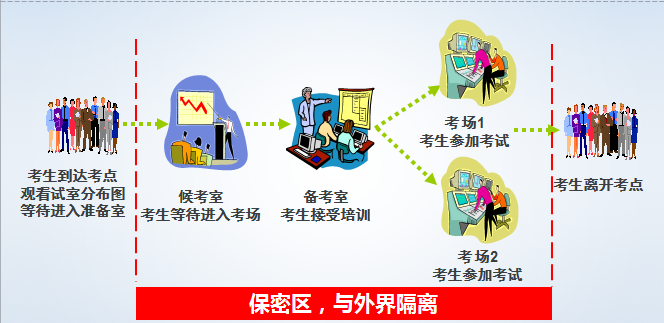 考生到达考点
观看试室分布图
等待进入准备室
候考室
考生等待进入考场
备考室
考生接受培训
考场1
考生参加考试
考场2
考生参加考试
考生离开考点
保密区，与外界隔离